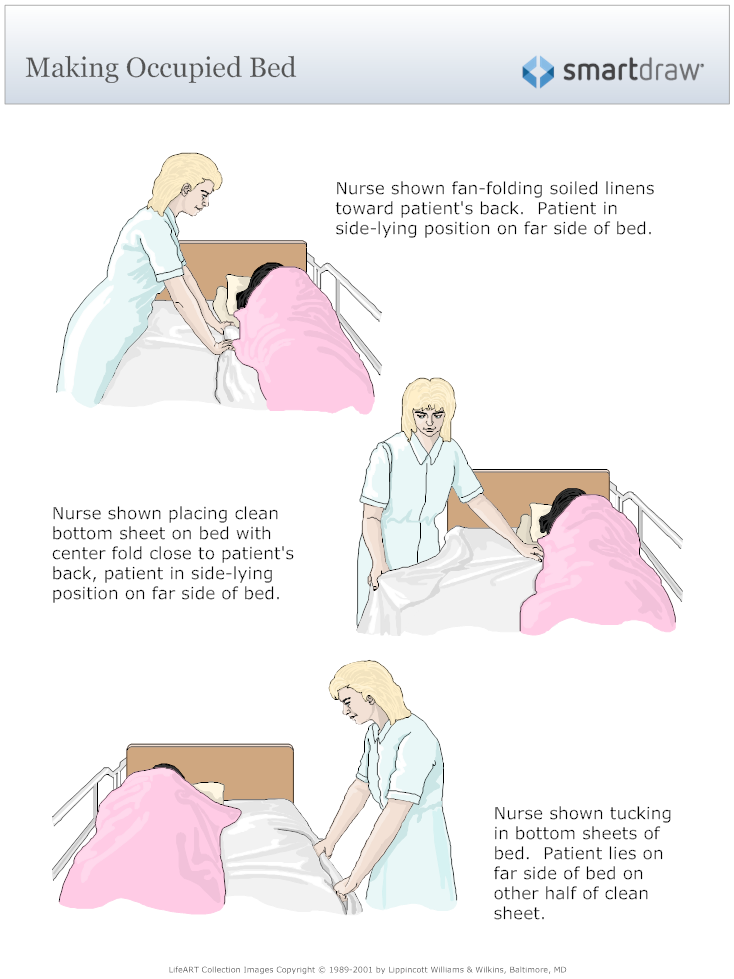 Making Occupied Bed
smartdraw
Nurse shown fan-folding soiled linens
toward patient's back.  Patient in
side-lying position on far side of bed.
Nurse shown placing clean
bottom sheet on bed with
center fold close to patient's
back, patient in side-lying
position on far side of bed.
Nurse shown tucking
in bottom sheets of
bed.  Patient lies on
far side of bed on
other half of clean
sheet.
LifeART Collection Images Copyright © 1989-2001 by Lippincott Williams & Wilkins, Baltimore, MD